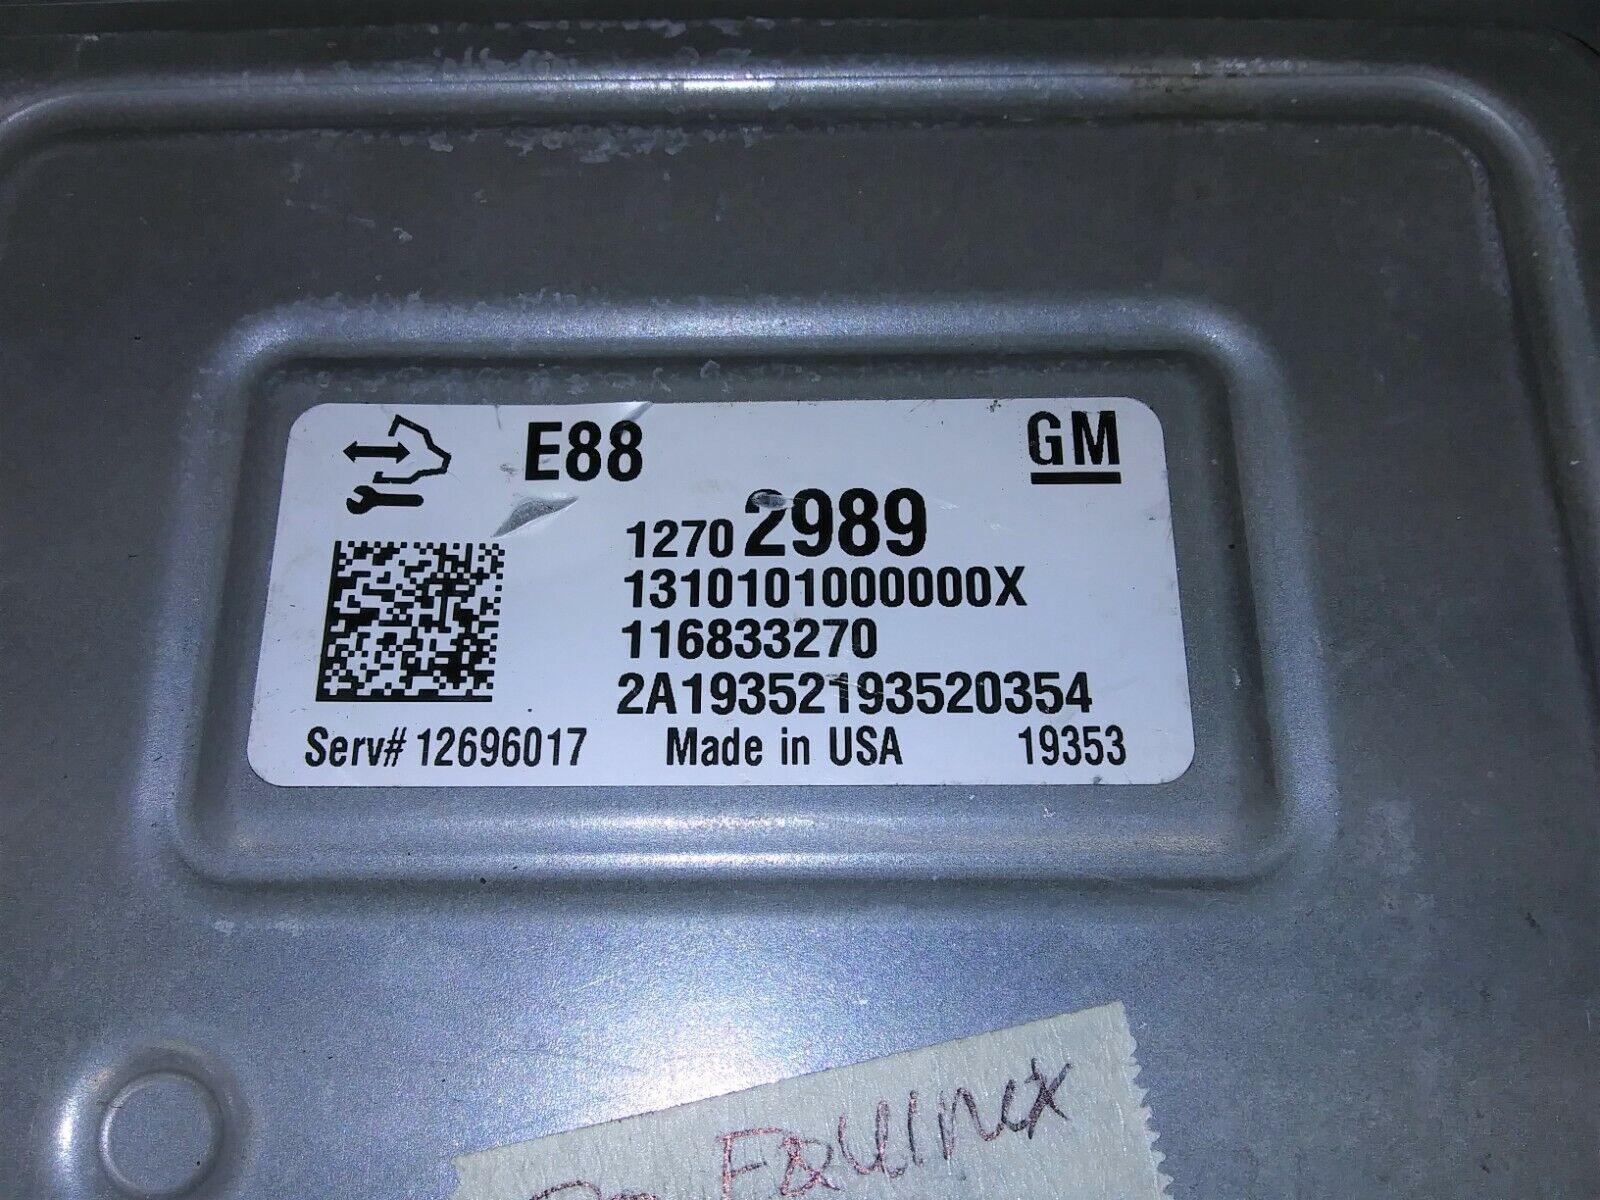 E88 GM
12702989
1310101000000X
116833270
2A19352193520354
Serv# 12696017 Made in USA 19353
EQUINOX